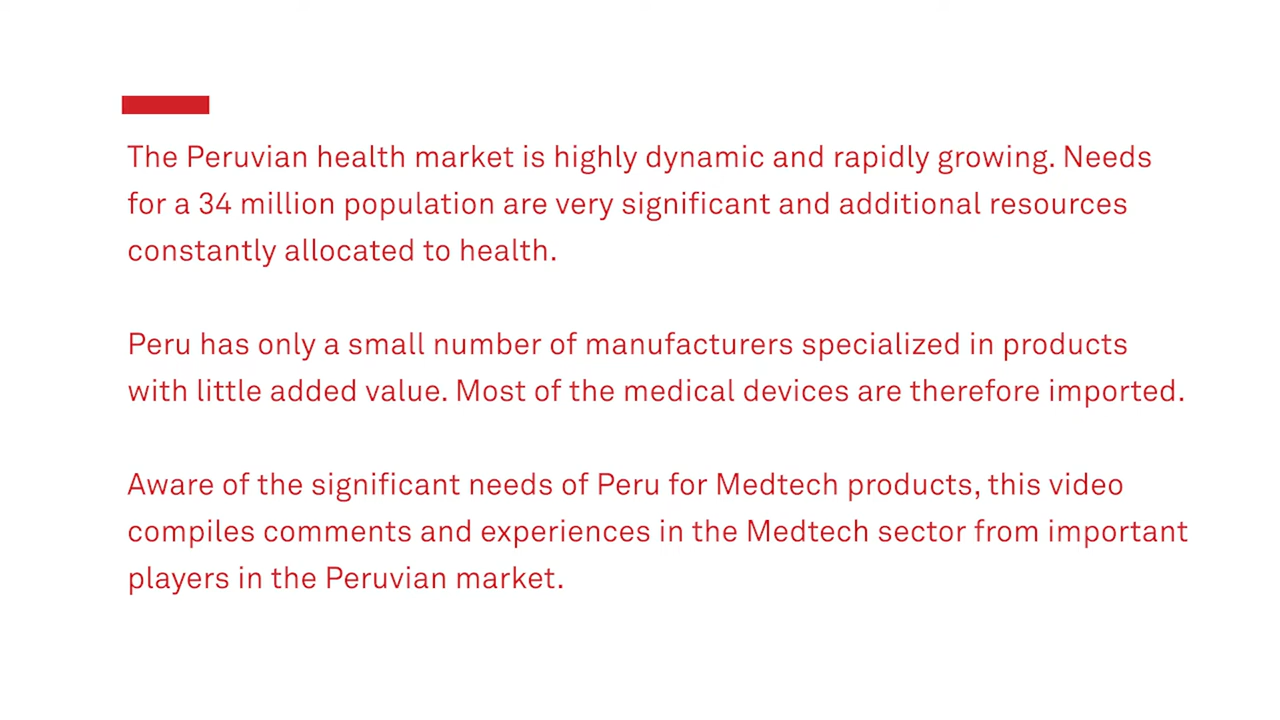 The Peruvian health market is highly dynamic and rapidly growing. Needs
for a 34 million population are very significant and additional resources
constantly allocated to health.
Peru has only a small number of manufacturers specialized in products
with little added value. Most of the medical devices are therefore imported.
Aware of the significant needs of Peru for Medtech products, this video
compiles comments and experiences in the Medtech sector from important
players in the Peruvian market.